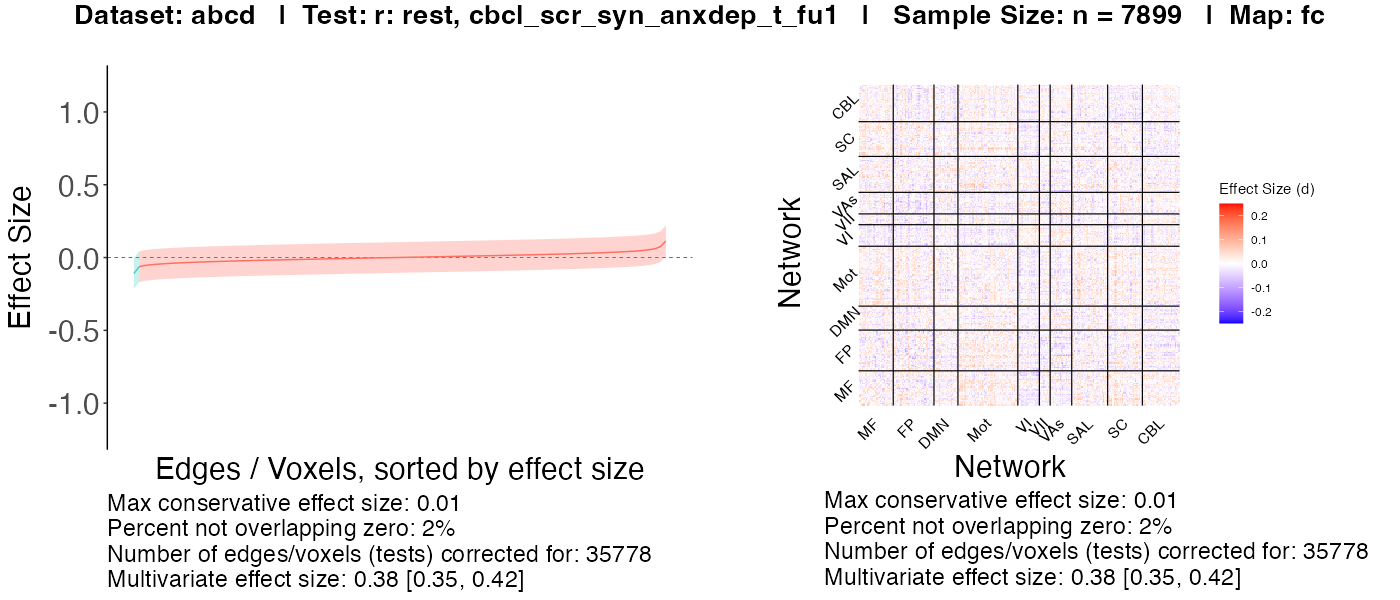 Dataset: abcd | Test: r: rest, cbcl_scr_syn_anxdep_t_fu1 | Sample Size: n = 7899 | Map: fc
Effect Size
1.0
0.5
0.0
-0.5
-1.0
Edges / Voxels, sorted by effect size
Max conservative effect size: 0.01
Percent not overlapping zero: 2%
Number of edges/voxels (tests) corrected for: 35778
Multivariate effect size: 0.38 [0.35, 0.42]
Network
CBL
SC
SAL
VAs
VII
VI
Mot
DMN
FP
MF
MF FP DMN Mot VI VII VAs SAL SC CBL
Network
Effect Size (d)
0.2
0.1
0.0
-0.1
-0.2
Max conservative effect size: 0.01
Percent not overlapping zero: 2%
Number of edges/voxels (tests) corrected for: 35778
Multivariate effect size: 0.38 [0.35, 0.42]